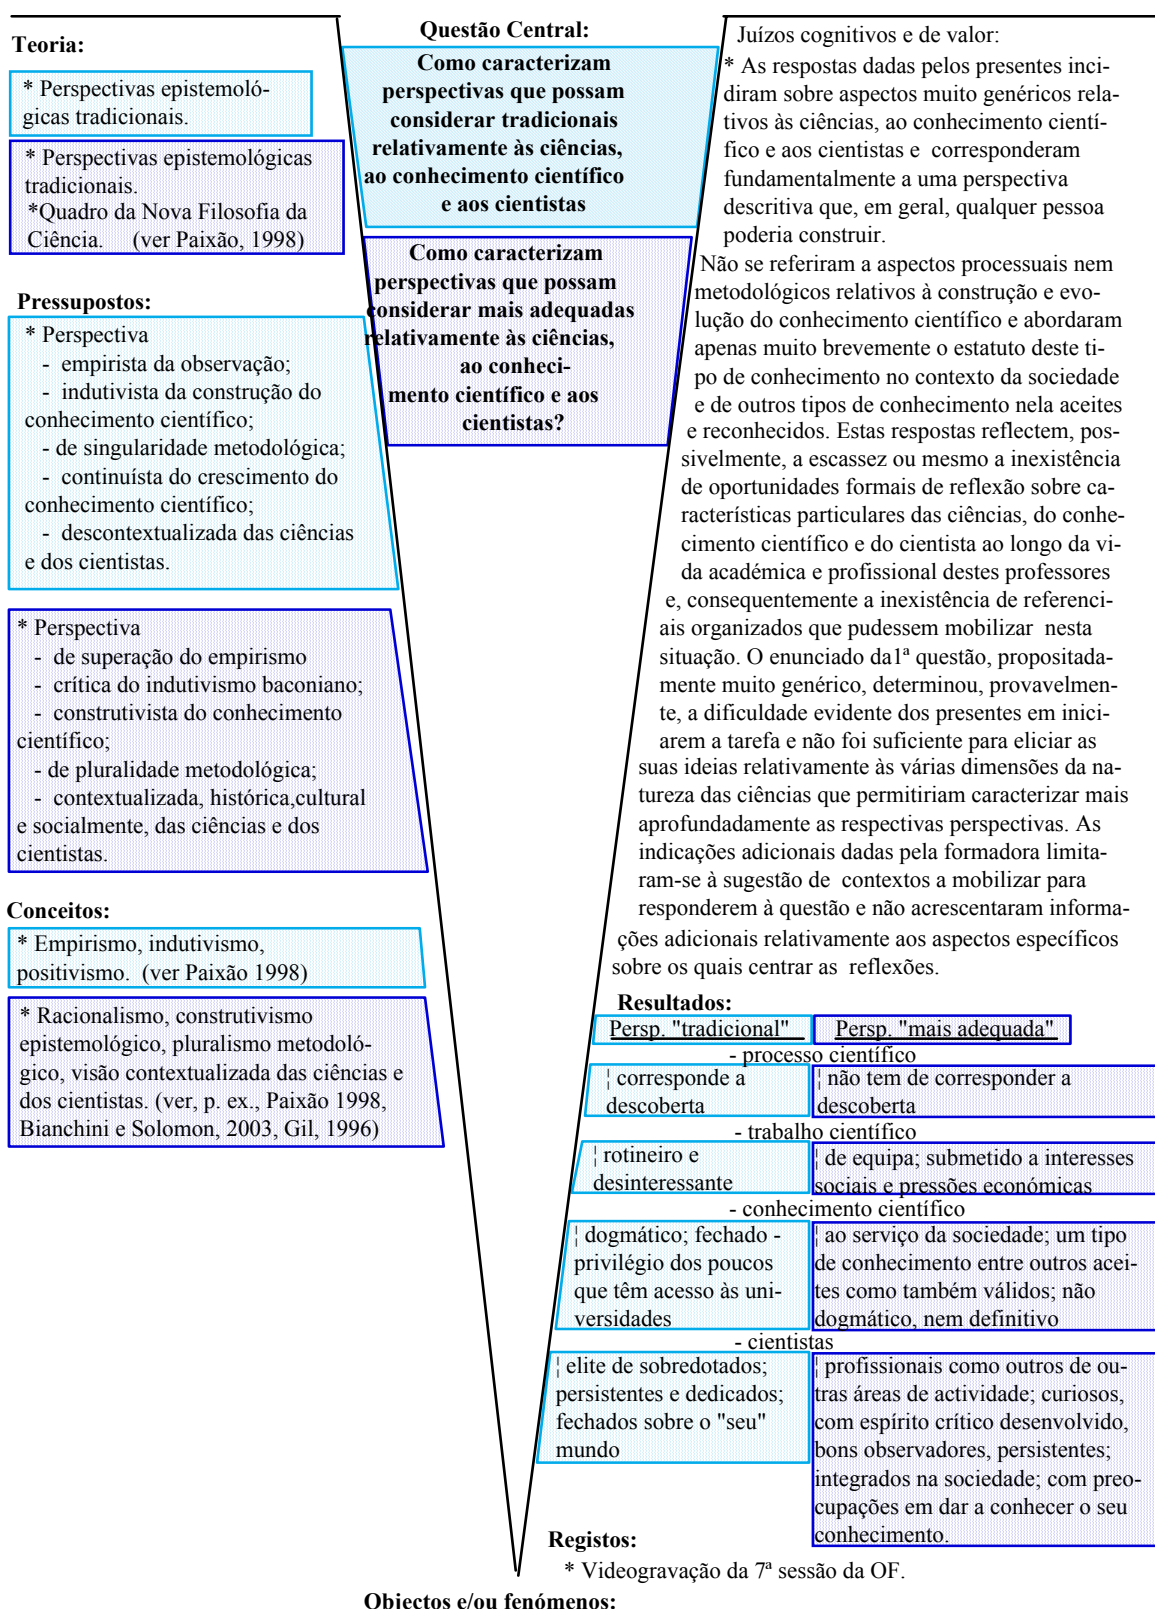 Teoria:
* Perspectivas epistemoló-
gicas tradicionais.
* Perspectivas epistemológicas
tradicionais.
*Quadro da Nova Filosofia da
Ciência. (ver Paixão, 1998)
Pressupostos:
* Perspectiva
- empirista da observação;
- indutivista da construção do
conhecimento científico;
- de singularidade metodológica;
- continuísta do crescimento do
conhecimento científico;
- descontextualizada das ciências
e dos cientistas.
* Perspectiva
- de superação do empirismo
- crítica do indutivismo baconiano;
- construtivista do conhecimento
científico;
- de pluralidade metodológica;
- contextualizada, histórica,cultural
e socialmente, das ciências e dos
cientistas.
Conceitos:
* Empirismo, indutivismo,
positivismo. (ver Paixão 1998)
* Racionalismo, construtivismo
epistemológico, pluralismo metodoló-
gico, visão contextualizada das ciências e
dos cientistas. (ver, p. ex., Paixão 1998,
Bianchini e Solomon, 2003, Gil, 1996)
Questão Central:
Como caracterizam
perspectivas que possam
considerar tradicionais
relativamente às ciências,
ao conhecimento científico
e aos cientistas
Como caracterizam
perspectivas que possam
considerar mais adequadas
relativamente às ciências,
ao conheci-
mento científico e aos
cientistas?
Juízos cognitivos e de valor:
* As respostas dadas pelos presentes inci-
diram sobre aspectos muito genéricos rela-
tivos às ciências, ao conhecimento cientí-
fico e aos cientistas e corresponderam
fundamentalmente a uma perspectiva
descritiva que, em geral, qualquer pessoa
poderia construir.
Não se referiram a aspectos processuais nem
metodológicos relativos à construção e evo-
lução do conhecimento científico e abordaram
apenas muito brevemente o estatuto deste ti-
po de conhecimento no contexto da sociedade
e de outros tipos de conhecimento nela aceites
e reconhecidos. Estas respostas reflectem, pos-
sivelmente, a escassez ou mesmo a inexistência
de oportunidades formais de reflexão sobre ca-
racterísticas particulares das ciências, do conhe-
cimento científico e do cientista ao longo da vi-
da académica e profissional destes professores
e, consequentemente a inexistência de referenci-
ais organizados que pudessem mobilizar nesta
situação. O enunciado da1ª questão, propositada-
mente muito genérico, determinou, provavelmen-
te, a dificuldade evidente dos presentes em inici-
arem a tarefa e não foi suficiente para eliciar as
suas ideias relativamente às várias dimensões da na-
tureza das ciências que permitiriam caracterizar mais
aprofundadamente as respectivas perspectivas. As
indicações adicionais dadas pela formadora limita-
ram-se à sugestão de contextos a mobilizar para
responderem à questão e não acrescentaram informa-
ções adicionais relativamente aos aspectos específicos
sobre os quais centrar as reflexões.
Resultados:
Persp. "tradicional" Persp. "mais adequada"
- processo científico
¦ corresponde a
descoberta
¦ não tem de corresponder a
descoberta
- trabalho científico
¦ rotineiro e
desinteressante
¦ de equipa; submetido a interesses
sociais e pressões económicas
- conhecimento científico
¦ dogmático; fechado -
privilégio dos poucos
que têm acesso às uni-
versidades
¦ ao serviço da sociedade; um tipo
de conhecimento entre outros acei-
tes como também válidos; não
dogmático, nem definitivo
- cientistas
¦ elite de sobredotados;
persistentes e dedicados;
fechados sobre o "seu"
mundo
¦ profissionais como outros de ou-
tras áreas de actividade; curiosos,
com espírito crítico desenvolvido,
bons observadores, persistentes;
integrados na sociedade; com preo-
cupações em dar a conhecer o seu
conhecimento.
Registos:
* Videogravação da 7ª sessão da OF.
Objectos e/ou fenómenos: